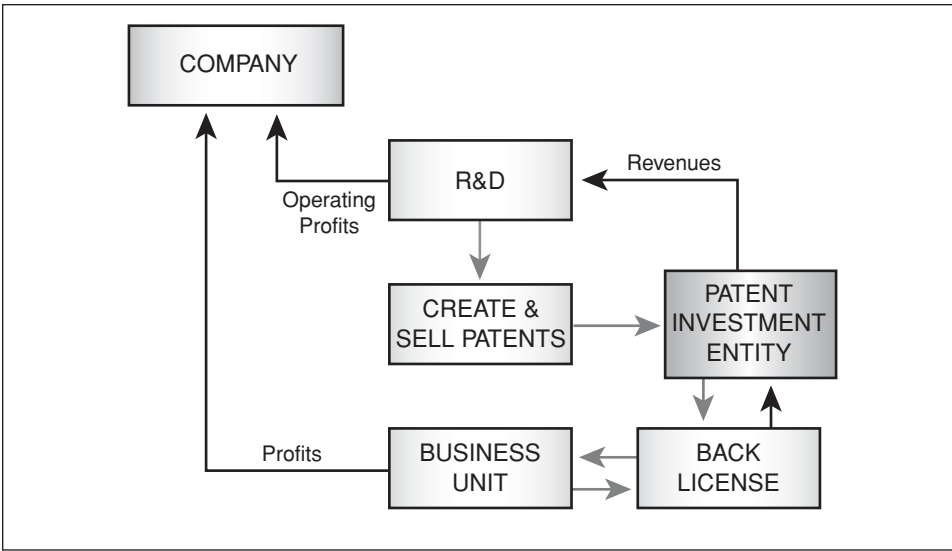 COMPANY
R&D
Revenues
Operating
Profits
CREATE &
SELL PATENTS
PATENT
INVESTMENT
ENTITY
Profits
BUSINESS
UNIT
BACK
LICENSE